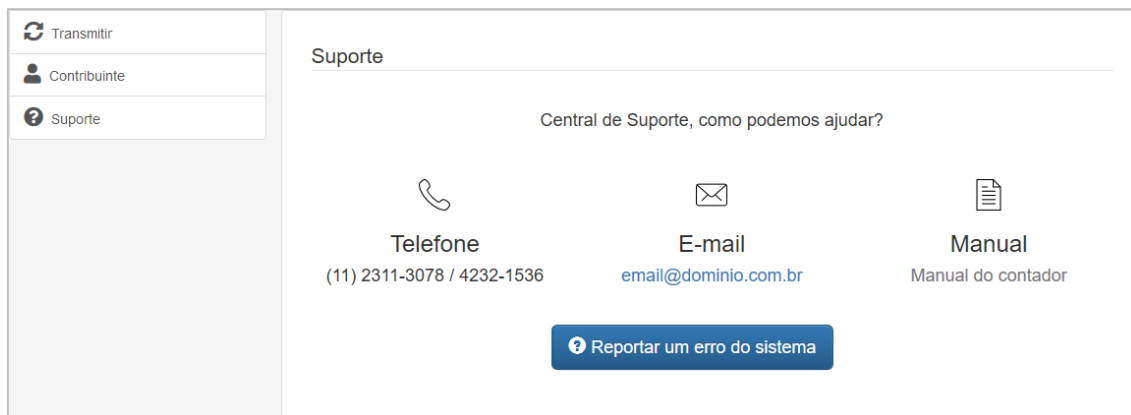 Transmitir
Contribuinte
Suporte
Suporte
Central de Suporte, como podemos ajudar?
Telefone
(11) 2311-3078 / 4232-1536
E-mail
email@dominio.com.br
Manual
Manual do contador
Reportar um erro do sistema